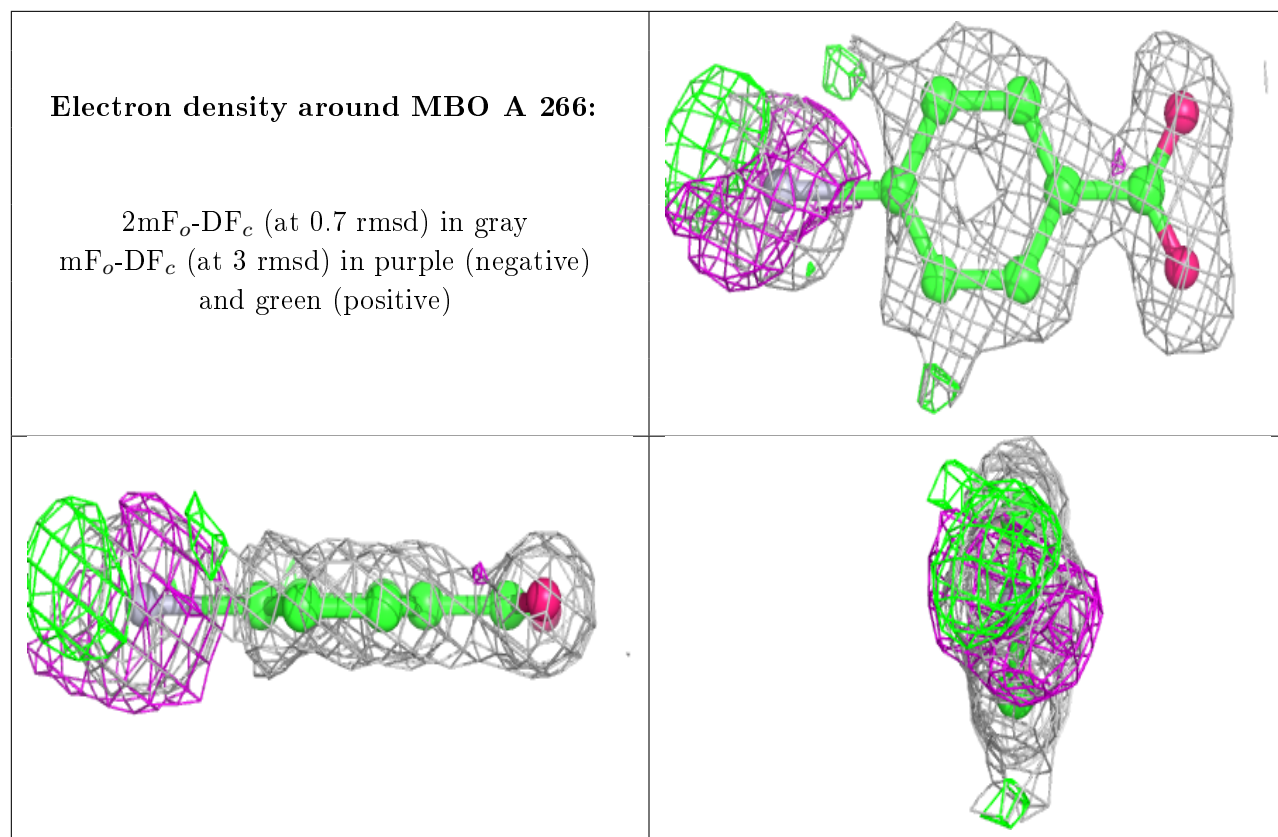 Electron density around MBO A 266:
2mFo-DFc (at 0.7 rmsd) in gray
mFo-DFc (at 3 rmsd) in purple (negative)
and green (positive)